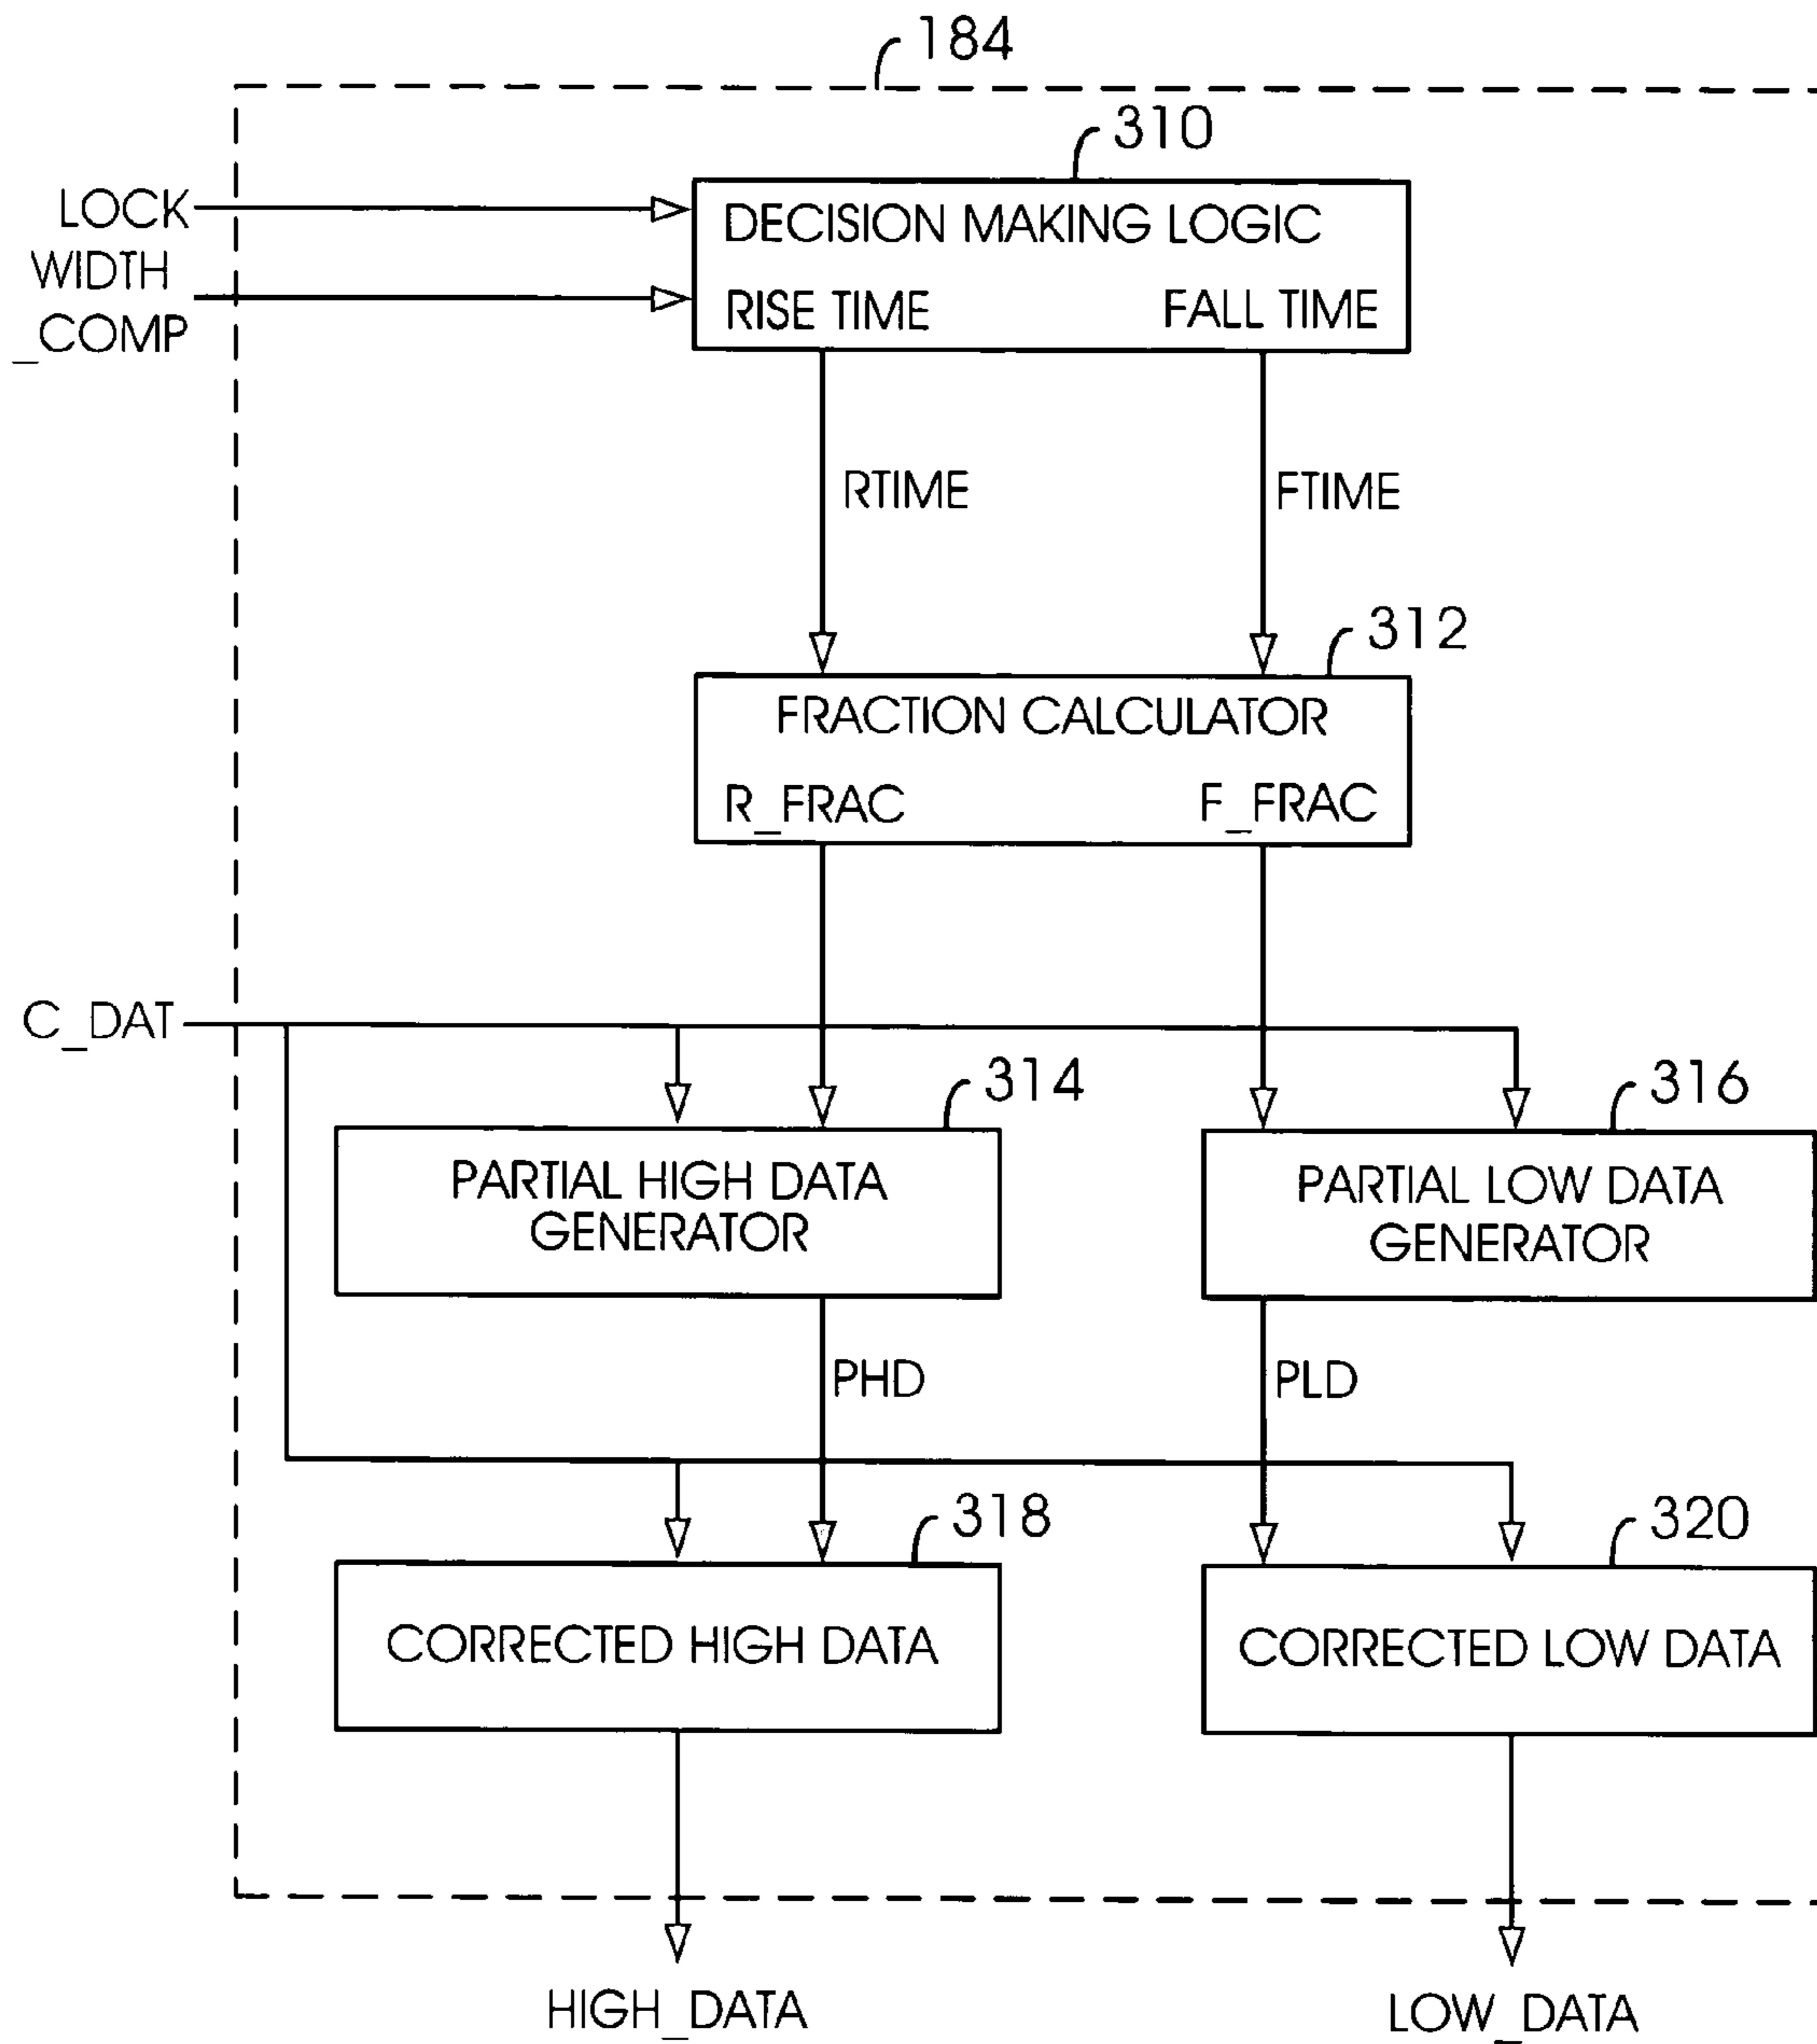 184
310
LOCK
DECISION MAKING LOGIC
WIDTH
_COMP
RISE TIME FALL TIME
RTIME FTIME
312
FRACTION CALCULATOR
R_FRAC F_FRAC
C_DAT
314
316
PARTIAL HIGH DATA
GENERATOR
PARTIAL LOW DATA
GENERATOR
PHD PLD
318
320
CORRECTED HIGH DATA
CORRECTED LOW DATA
HIGH_DATA
LOW_DATA